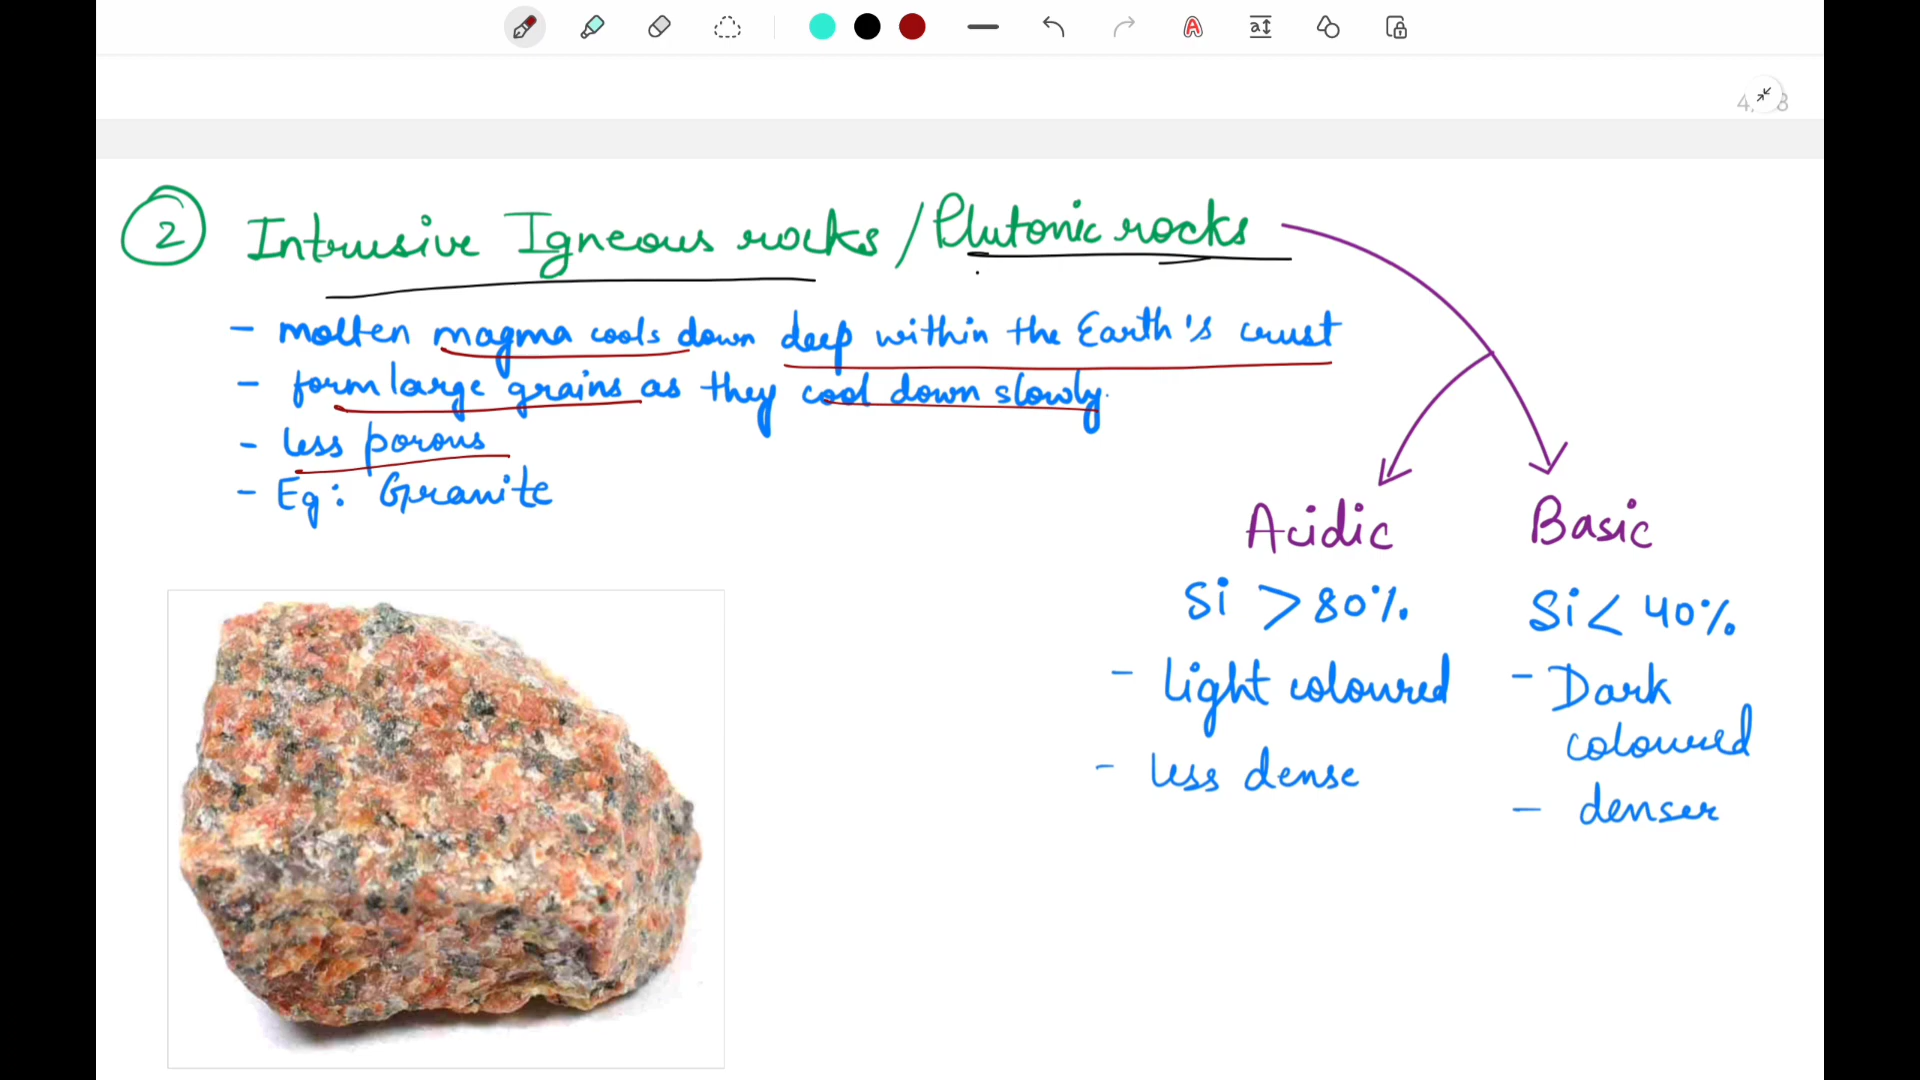 2 Intrusive Igneous rocks / Plutonic rocks
- molten magma cools down deep within the Earth's crust
- form large grains as they cool down slowly.
- less porous
- Eg: Granite
Acidic
Si > 80%
- Light coloured
- less dense
Basic
Si < 40%
- Dark
coloured
- denser